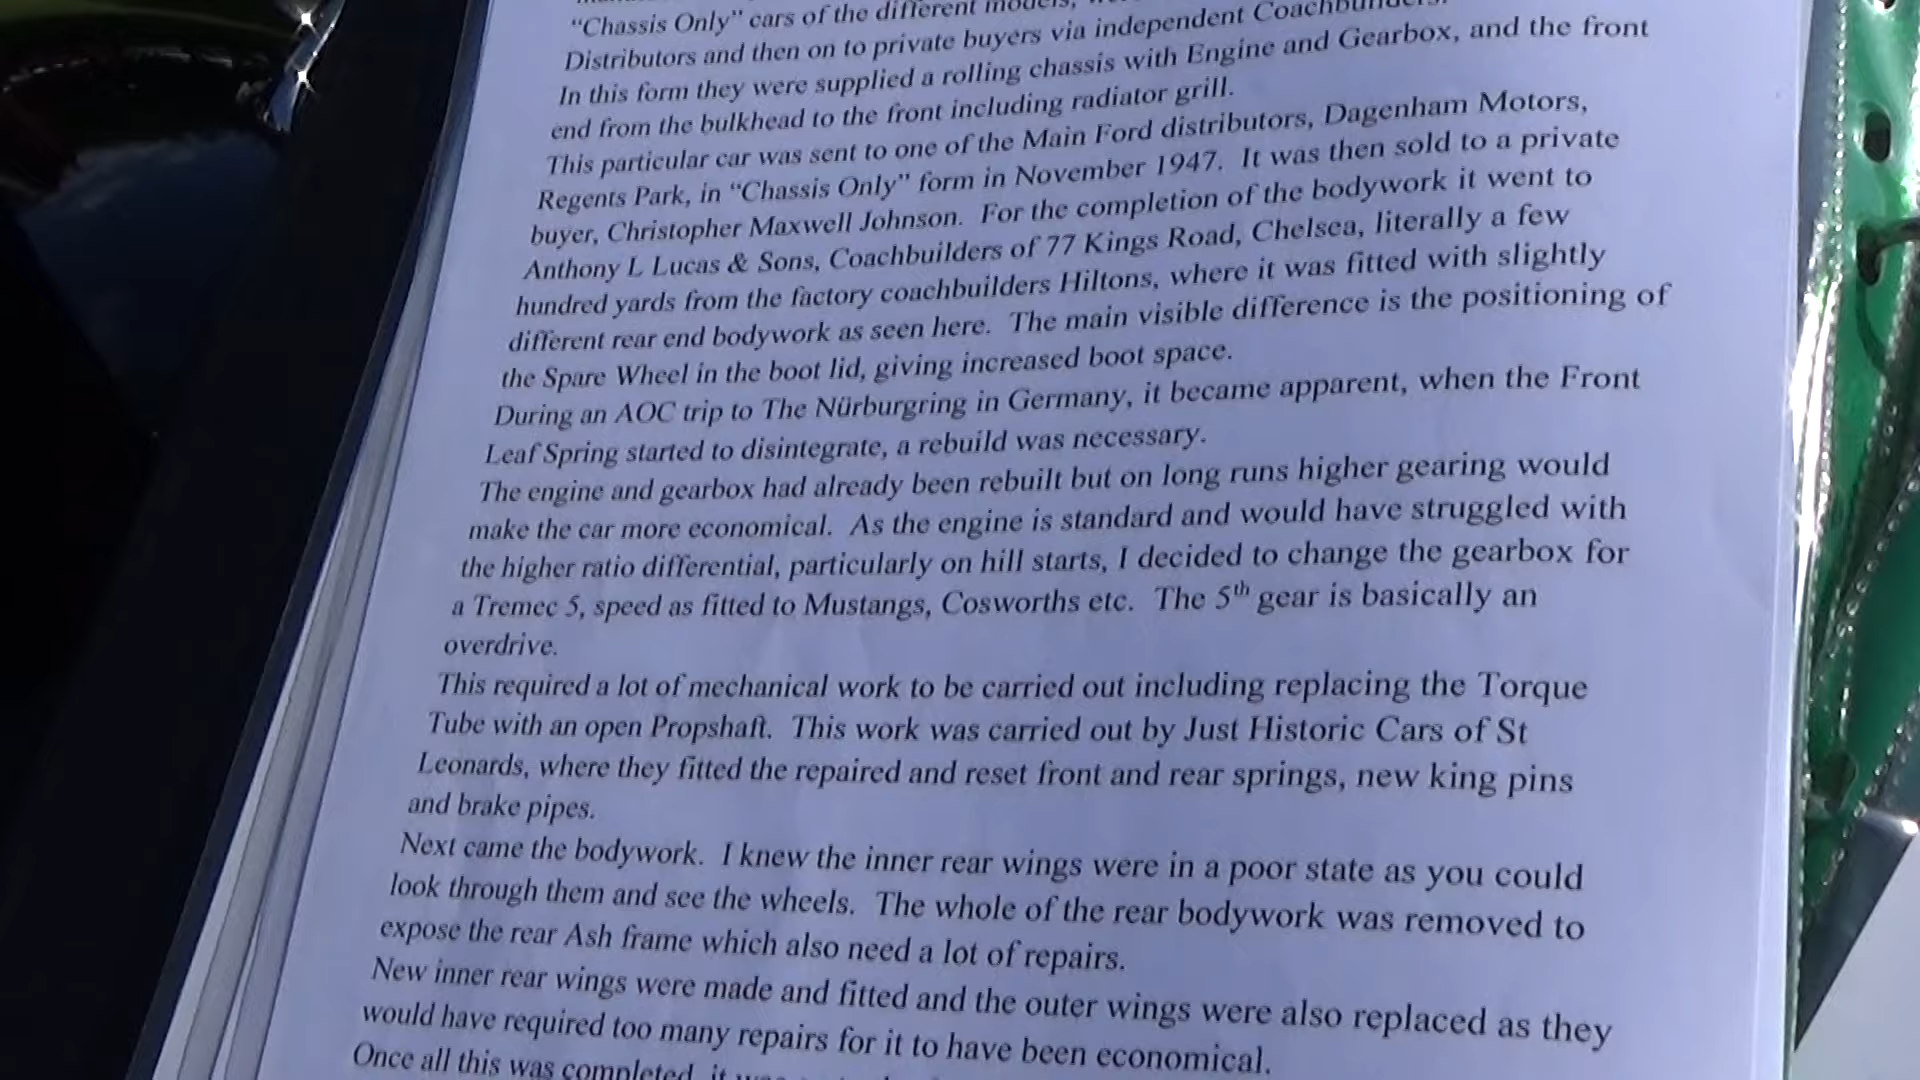 "Chassis Only" cars of the different models,
Distributors and then on to private buyers via independent Coachbuilders.
In this form they were supplied a rolling chassis with Engine and Gearbox, and the front
end from the bulkhead to the front including radiator grill.
This particular car was sent to one of the Main Ford distributors, Dagenham Motors,
Regents Park, in "Chassis Only" form in November 1947. It was then sold to a private
buyer, Christopher Maxwell Johnson. For the completion of the bodywork it went to
Anthony L Lucas & Sons, Coachbuilders of 77 Kings Road, Chelsea, literally a few
hundred yards from the factory coachbuilders Hiltons, where it was fitted with slightly
different rear end bodywork as seen here. The main visible difference is the positioning of
the Spare Wheel in the boot lid, giving increased boot space.
During an AOC trip to The Nürburgring in Germany, it became apparent, when the Front
Leaf Spring started to disintegrate, a rebuild was necessary.
The engine and gearbox had already been rebuilt but on long runs higher gearing would
make the car more economical. As the engine is standard and would have struggled with
the higher ratio differential, particularly on hill starts, I decided to change the gearbox for
a Tremec 5, speed as fitted to Mustangs, Cosworths etc. The 5th gear is basically an
overdrive.
This required a lot of mechanical work to be carried out including replacing the Torque
Tube with an open Propshaft. This work was carried out by Just Historic Cars of St
Leonards, where they fitted the repaired and reset front and rear springs, new king pins
and brake pipes.
Next came the bodywork. I knew the inner rear wings were in a poor state as you could
look through them and see the wheels. The whole of the rear bodywork was removed to
expose the rear Ash frame which also need a lot of repairs.
New inner rear wings were made and fitted and the outer wings were also replaced as they
would have required too many repairs for it to have been economical.
Once all this was completed, it